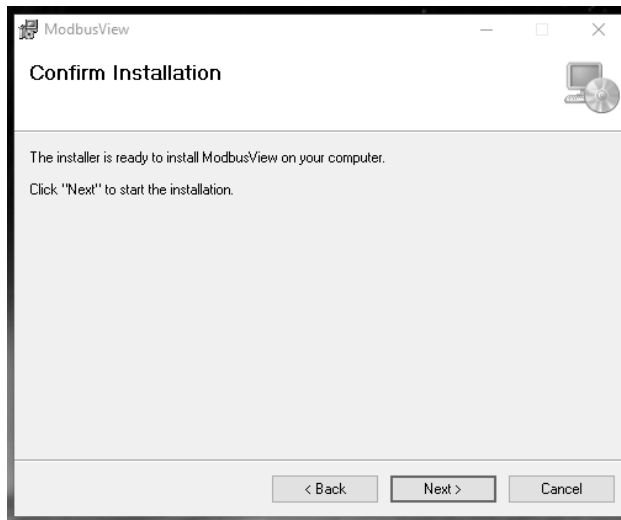 ModbusView
Confirm Installation
The installer is ready to install ModbusView on your computer.
Click "Next" to start the installation.
< Back
Next >
Cancel